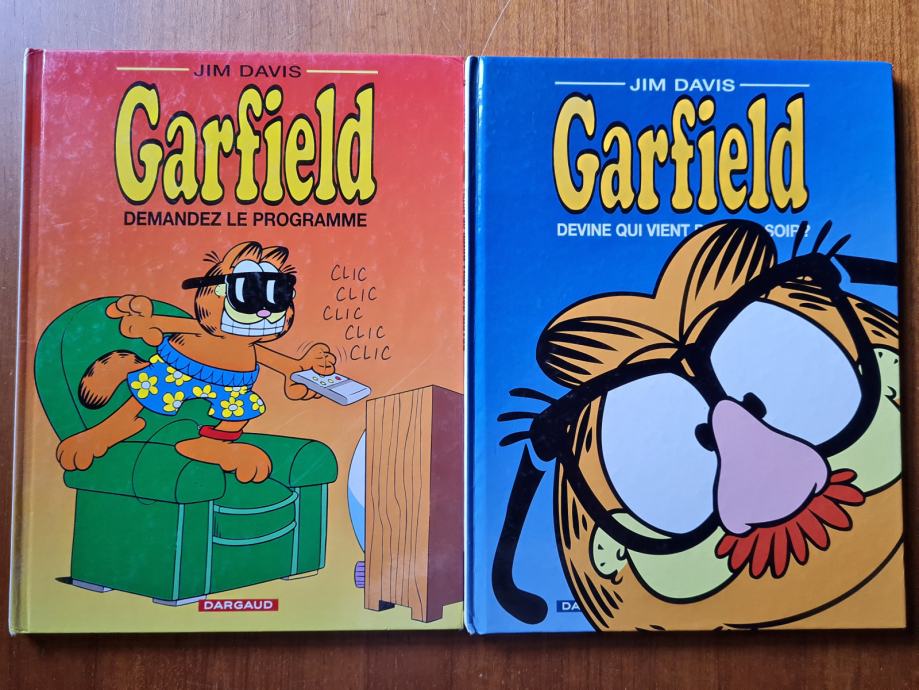 JIM DAVIS
Garfield
DEMANDEZ LE PROGRAMME
CLIC
CLIC
CLIC
CLIC
CLIC
DARGAUD
JIM DAVIS
Garfield
DEVINE QUI VIENT SOIR?
DA